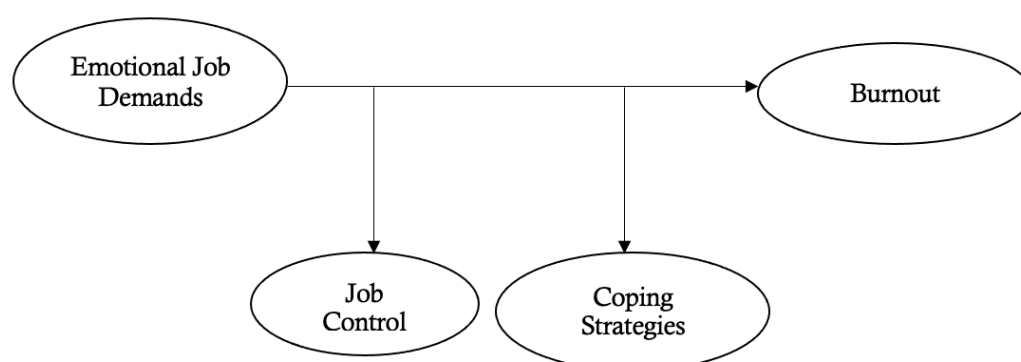 Emotional Job
Demands
Burnout
Job
Control
Coping
Strategies